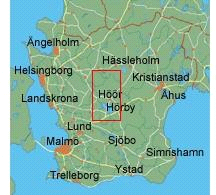 Ängelholm
Hässleholm
Helsingborg
Kristianstad
Höör
Åhus
Landskrona
Hörby
Lund
Malmö
Sjöbo
Simrishamn
Ystad
Trelleborg